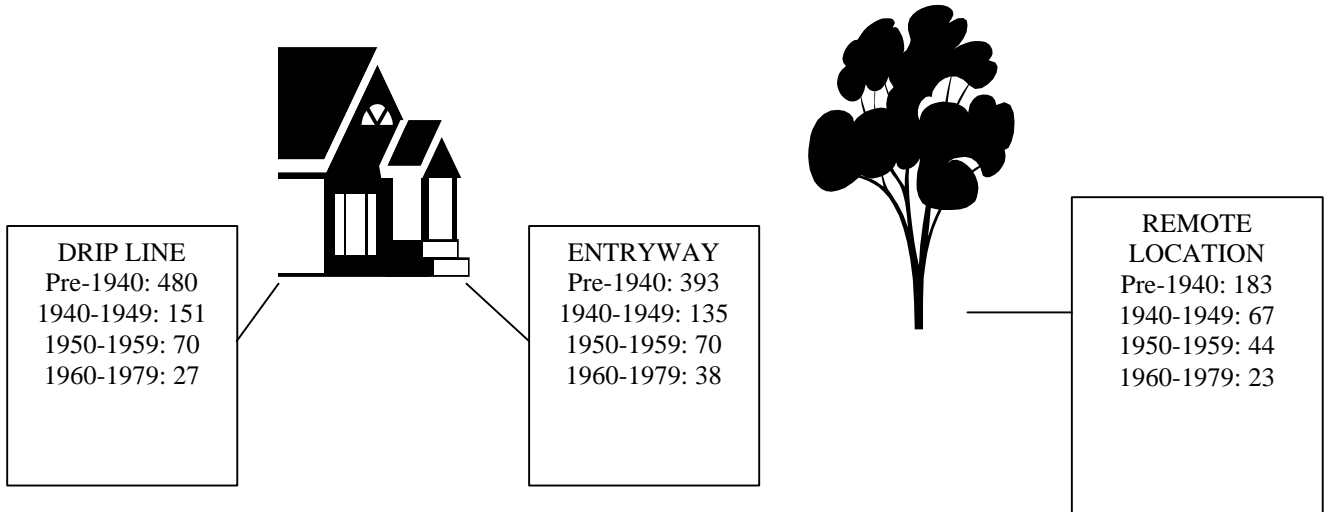 DRIP LINE
Pre-1940: 480
1940-1949: 151
1950-1959: 70
1960-1979: 27
ENTRYWAY
Pre-1940: 393
1940-1949: 135
1950-1959: 70
1960-1979: 38
REMOTE
LOCATION
Pre-1940: 183
1940-1949: 67
1950-1959: 44
1960-1979: 23